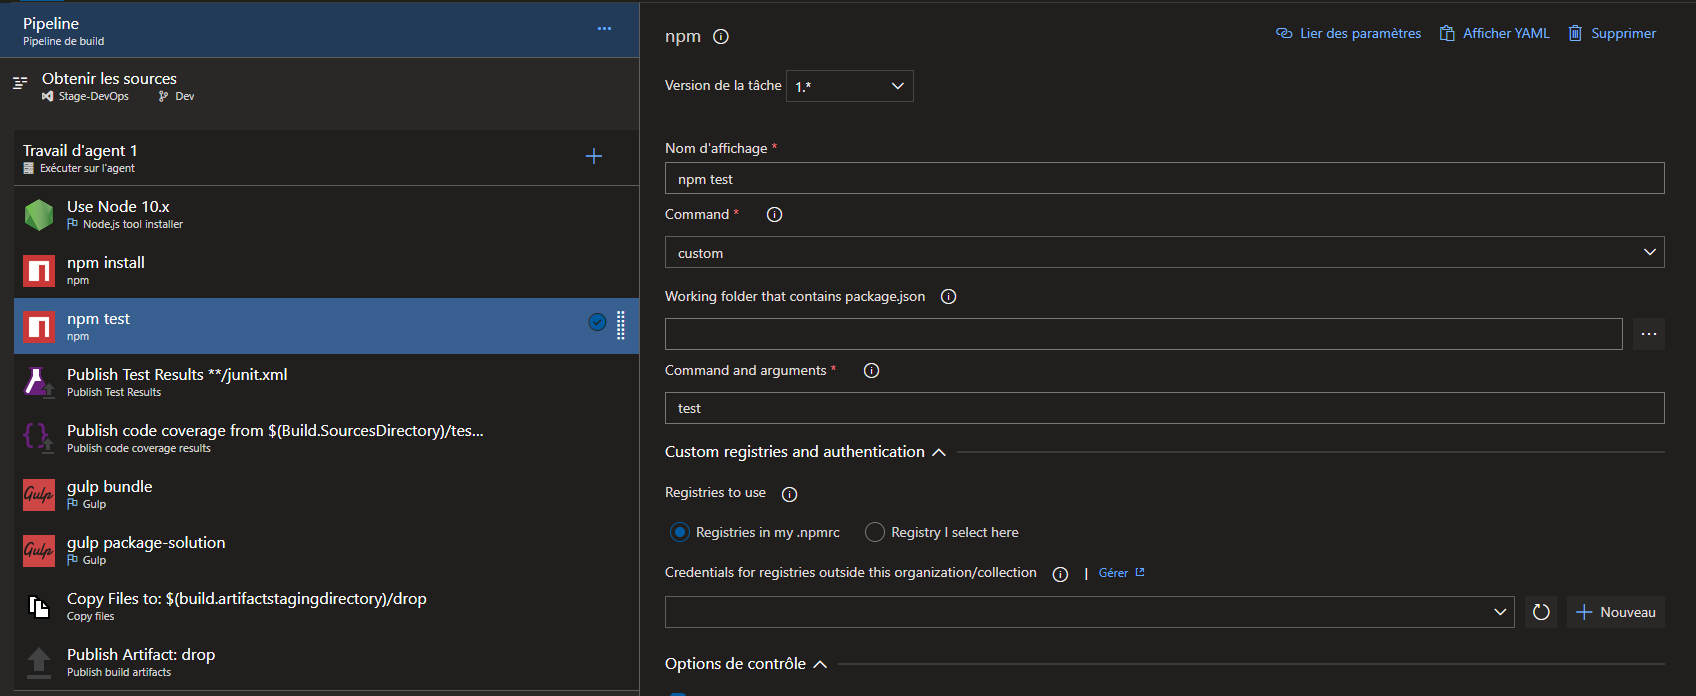 Pipeline
Pipeline de build
Obtenir les sources
Stage-DevOps Dev
Travail d'agent 1
Exécuter sur l'agent
Use Node 10.x
Node.js tool installer
npm install
npm
npm test
npm
Publish Test Results **/junit.xml
Publish Test Results
Publish code coverage from $(Build.SourcesDirectory)/tes...
Publish code coverage results
Gulp
gulp bundle
Gulp
Gulp
gulp package-solution
Gulp
Copy Files to: $(build.artifactstagingdirectory)/drop
Copy files
Publish Artifact: drop
Publish build artifacts
npm
Lier des paramètres Afficher YAML Supprimer
Version de la tâche 1.*
Nom d'affichage *
npm test
Command *
custom
Working folder that contains package.json
Command and arguments *
test
Custom registries and authentication
Registries to use
Registries in my .npmrc Registry I select here
Credentials for registries outside this organization/collection | Gérer
Nouveau
Options de contrôle